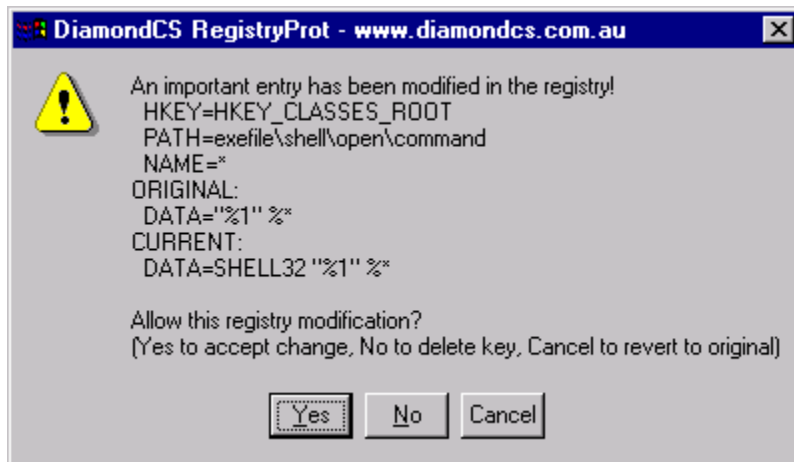 DiamondCS RegistryProt - www.diamondcs.com.au
An important entry has been modified in the registry!
HKEY=HKEY_CLASSES_ROOT
PATH=exefile\shell\open\command
NAME=*
ORIGINAL:
DATA="%1" %*
CURRENT:
DATA=SHELL32 "%1" %*
Allow this registry modification?
(Yes to accept change, No to delete key, Cancel to revert to original)
Yes No Cancel